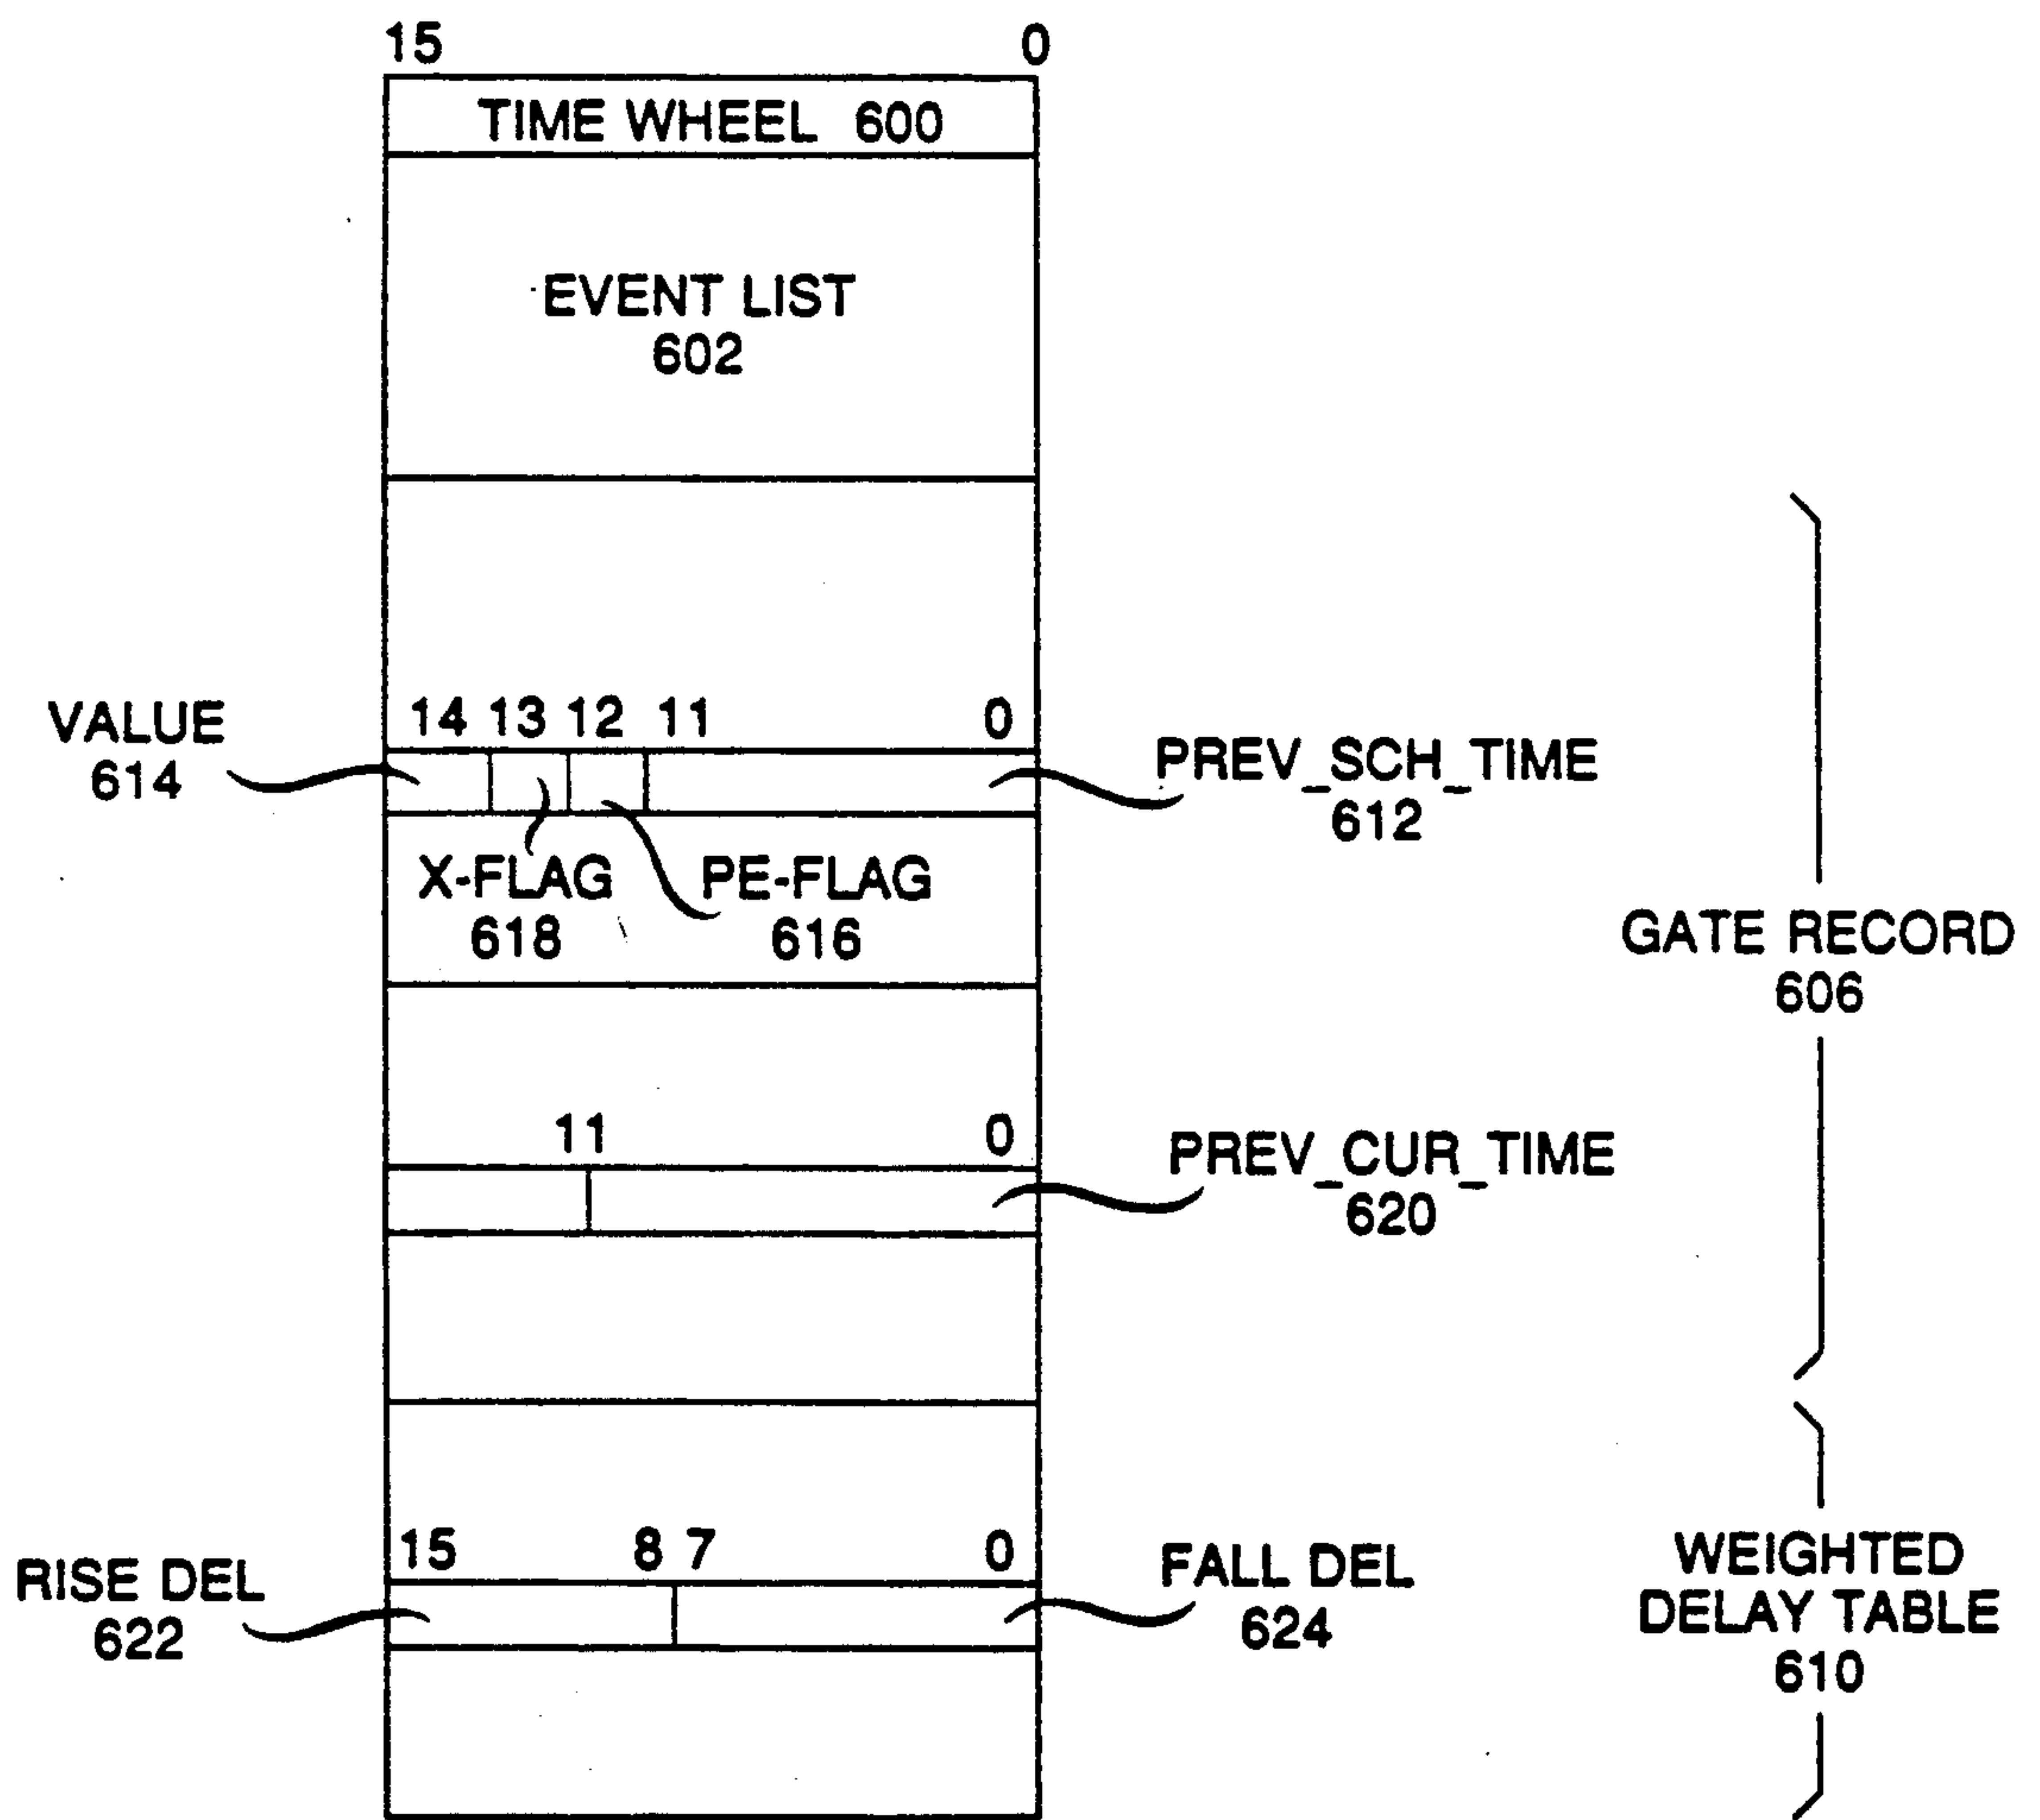 15 0
TIME WHEEL 600
EVENT LIST
602
14 13 12 11 0
VALUE
614
PREV_SCH_TIME
612
X-FLAG
618
PE-FLAG
616
GATE RECORD
606
11 0
PREV_CUR_TIME
620
15 8 7 0
RISE DEL
622
FALL DEL
624
WEIGHTED
DELAY TABLE
610